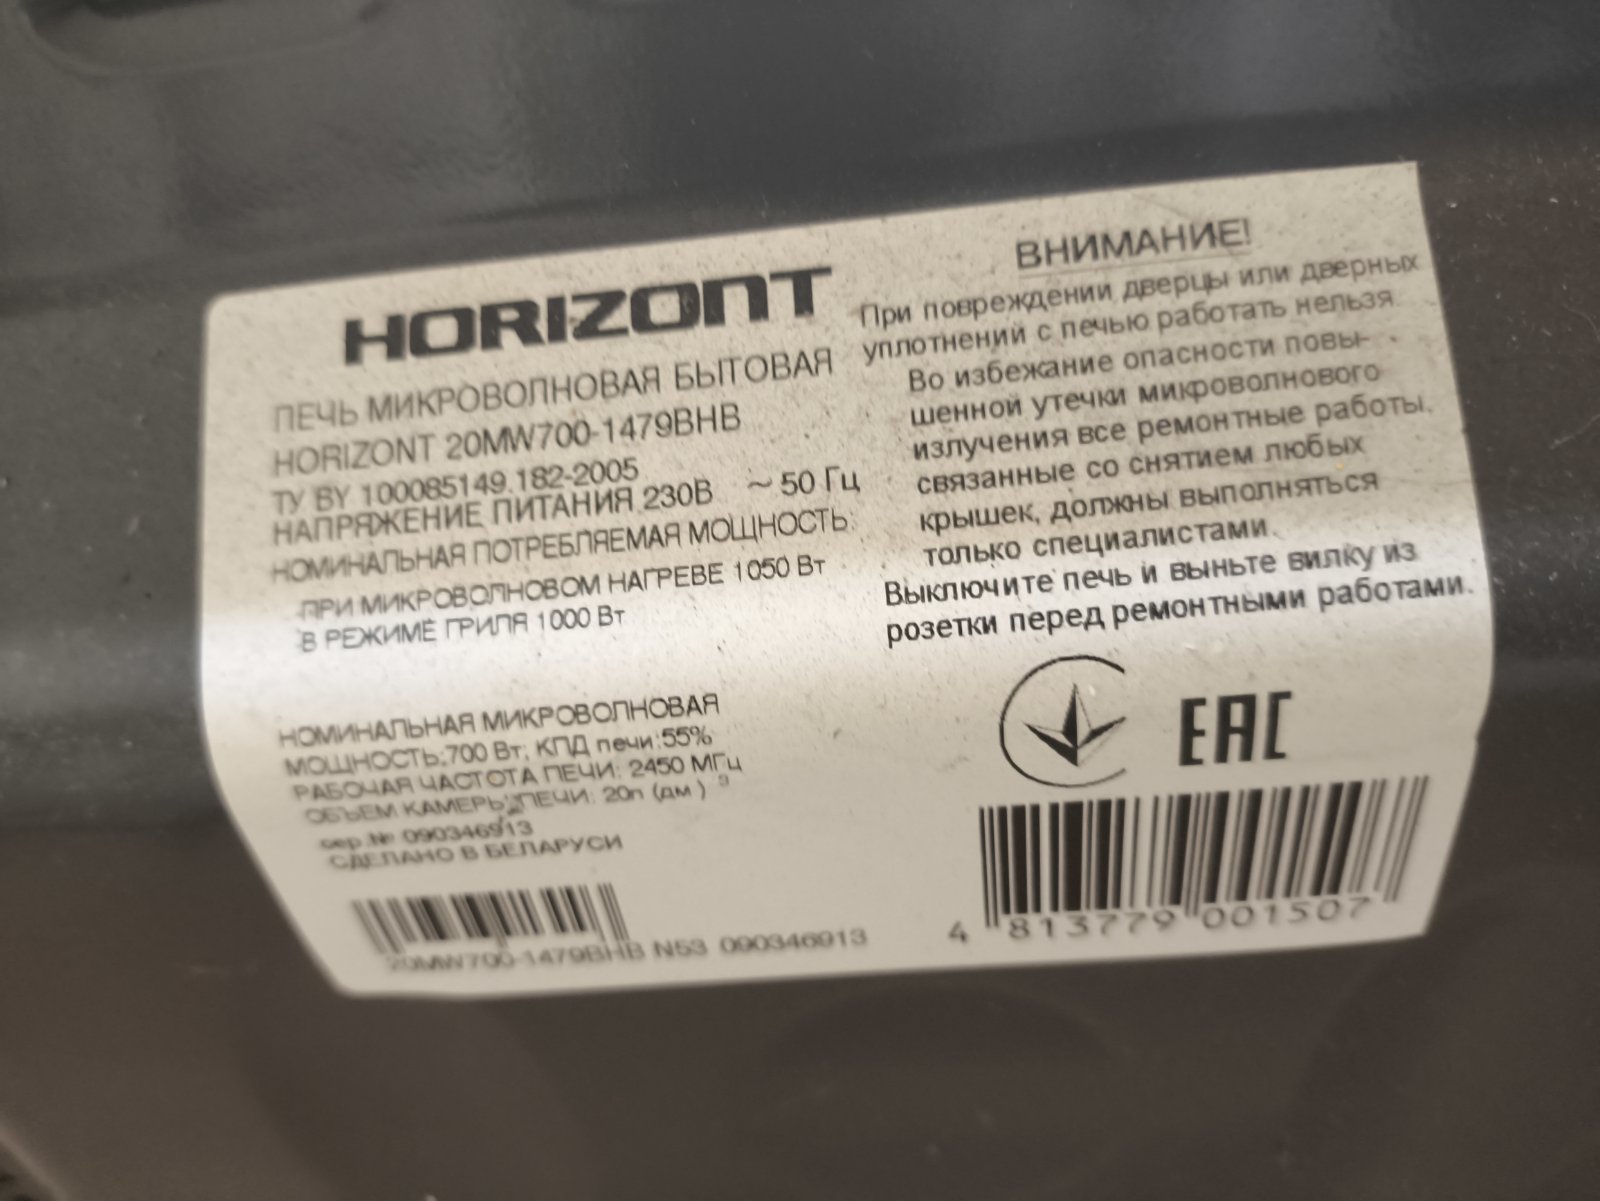 HORIZONT
ПЕЧЬ МИКРОВОЛНОВАЯ БЫТОВАЯ
HORIZONT 20MW700-1479BHB
ТУ BY 100085149.182-2005
НАПРЯЖЕНИЕ ПИТАНИЯ 230В ~ 50 Гц
НОМИНАЛЬНАЯ ПОТРЕБЛЯЕМАЯ МОЩНОСТЬ:
ПРИ МИКРОВОЛНОВОМ НАГРЕВЕ 1050 Вт
В РЕЖИМЕ ГРИЛЯ 1000 Вт
НОМИНАЛЬНАЯ МИКРОВОЛНОВАЯ
МОЩНОСТЬ:700 Вт; КПД печи:55%
РАБОЧАЯ ЧАСТОТА ПЕЧИ: 2450 МГц
ОБЪЕМ КАМЕРЫ ПЕЧИ: 20л (дм³)
сер.№ 090346913
СДЕЛАНО В БЕЛАРУСИ
20MW700-1479BHB N53 090346913
ВНИМАНИЕ!
При повреждении дверцы или дверных
уплотнений с печью работать нельзя
Во избежание опасности повы-
шенной утечки микроволнового
излучения все ремонтные работы,
связанные со снятием любых
крышек, должны выполняться
только специалистами.
Выключите печь и выньте вилку из
розетки перед ремонтными работами.
EAC
4 813779 001507